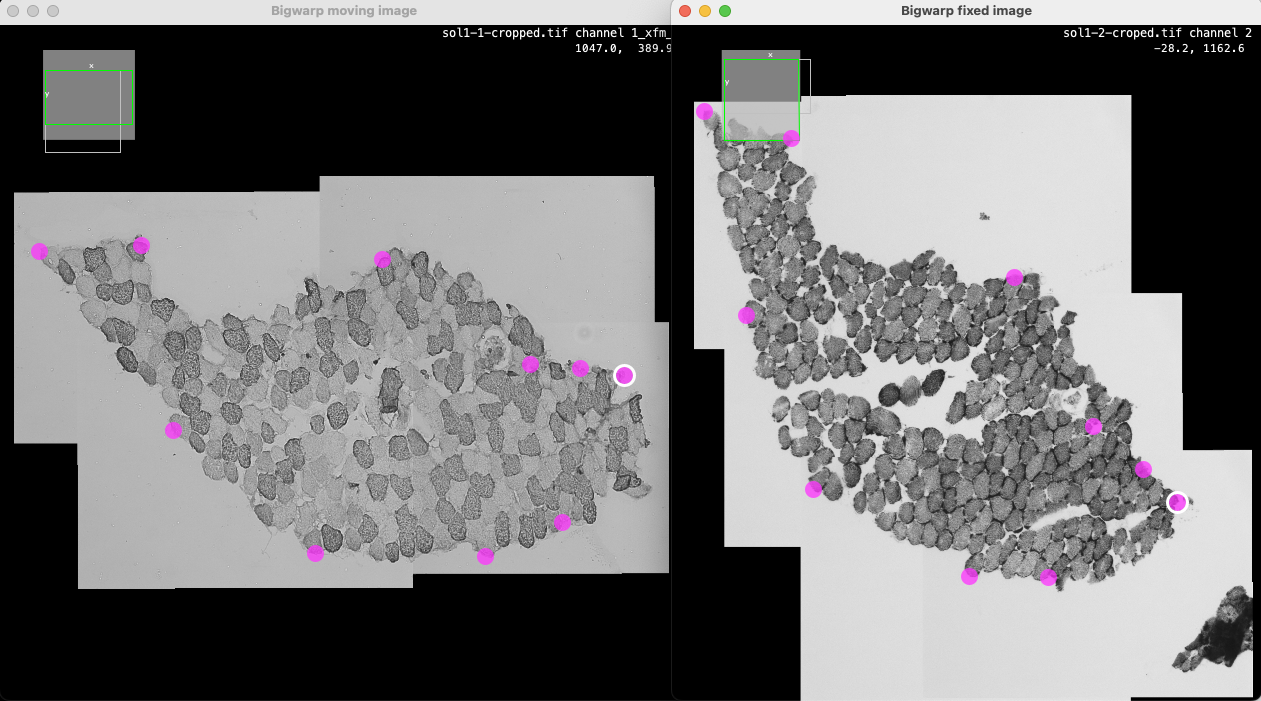 Bigwarp moving image
sol1-1-cropped.tif channel 1_xfm_
1047.0, 389.9
x
y
Bigwarp fixed image
sol1-2-croped.tif channel 2
-28.2, 1162.6
x
y